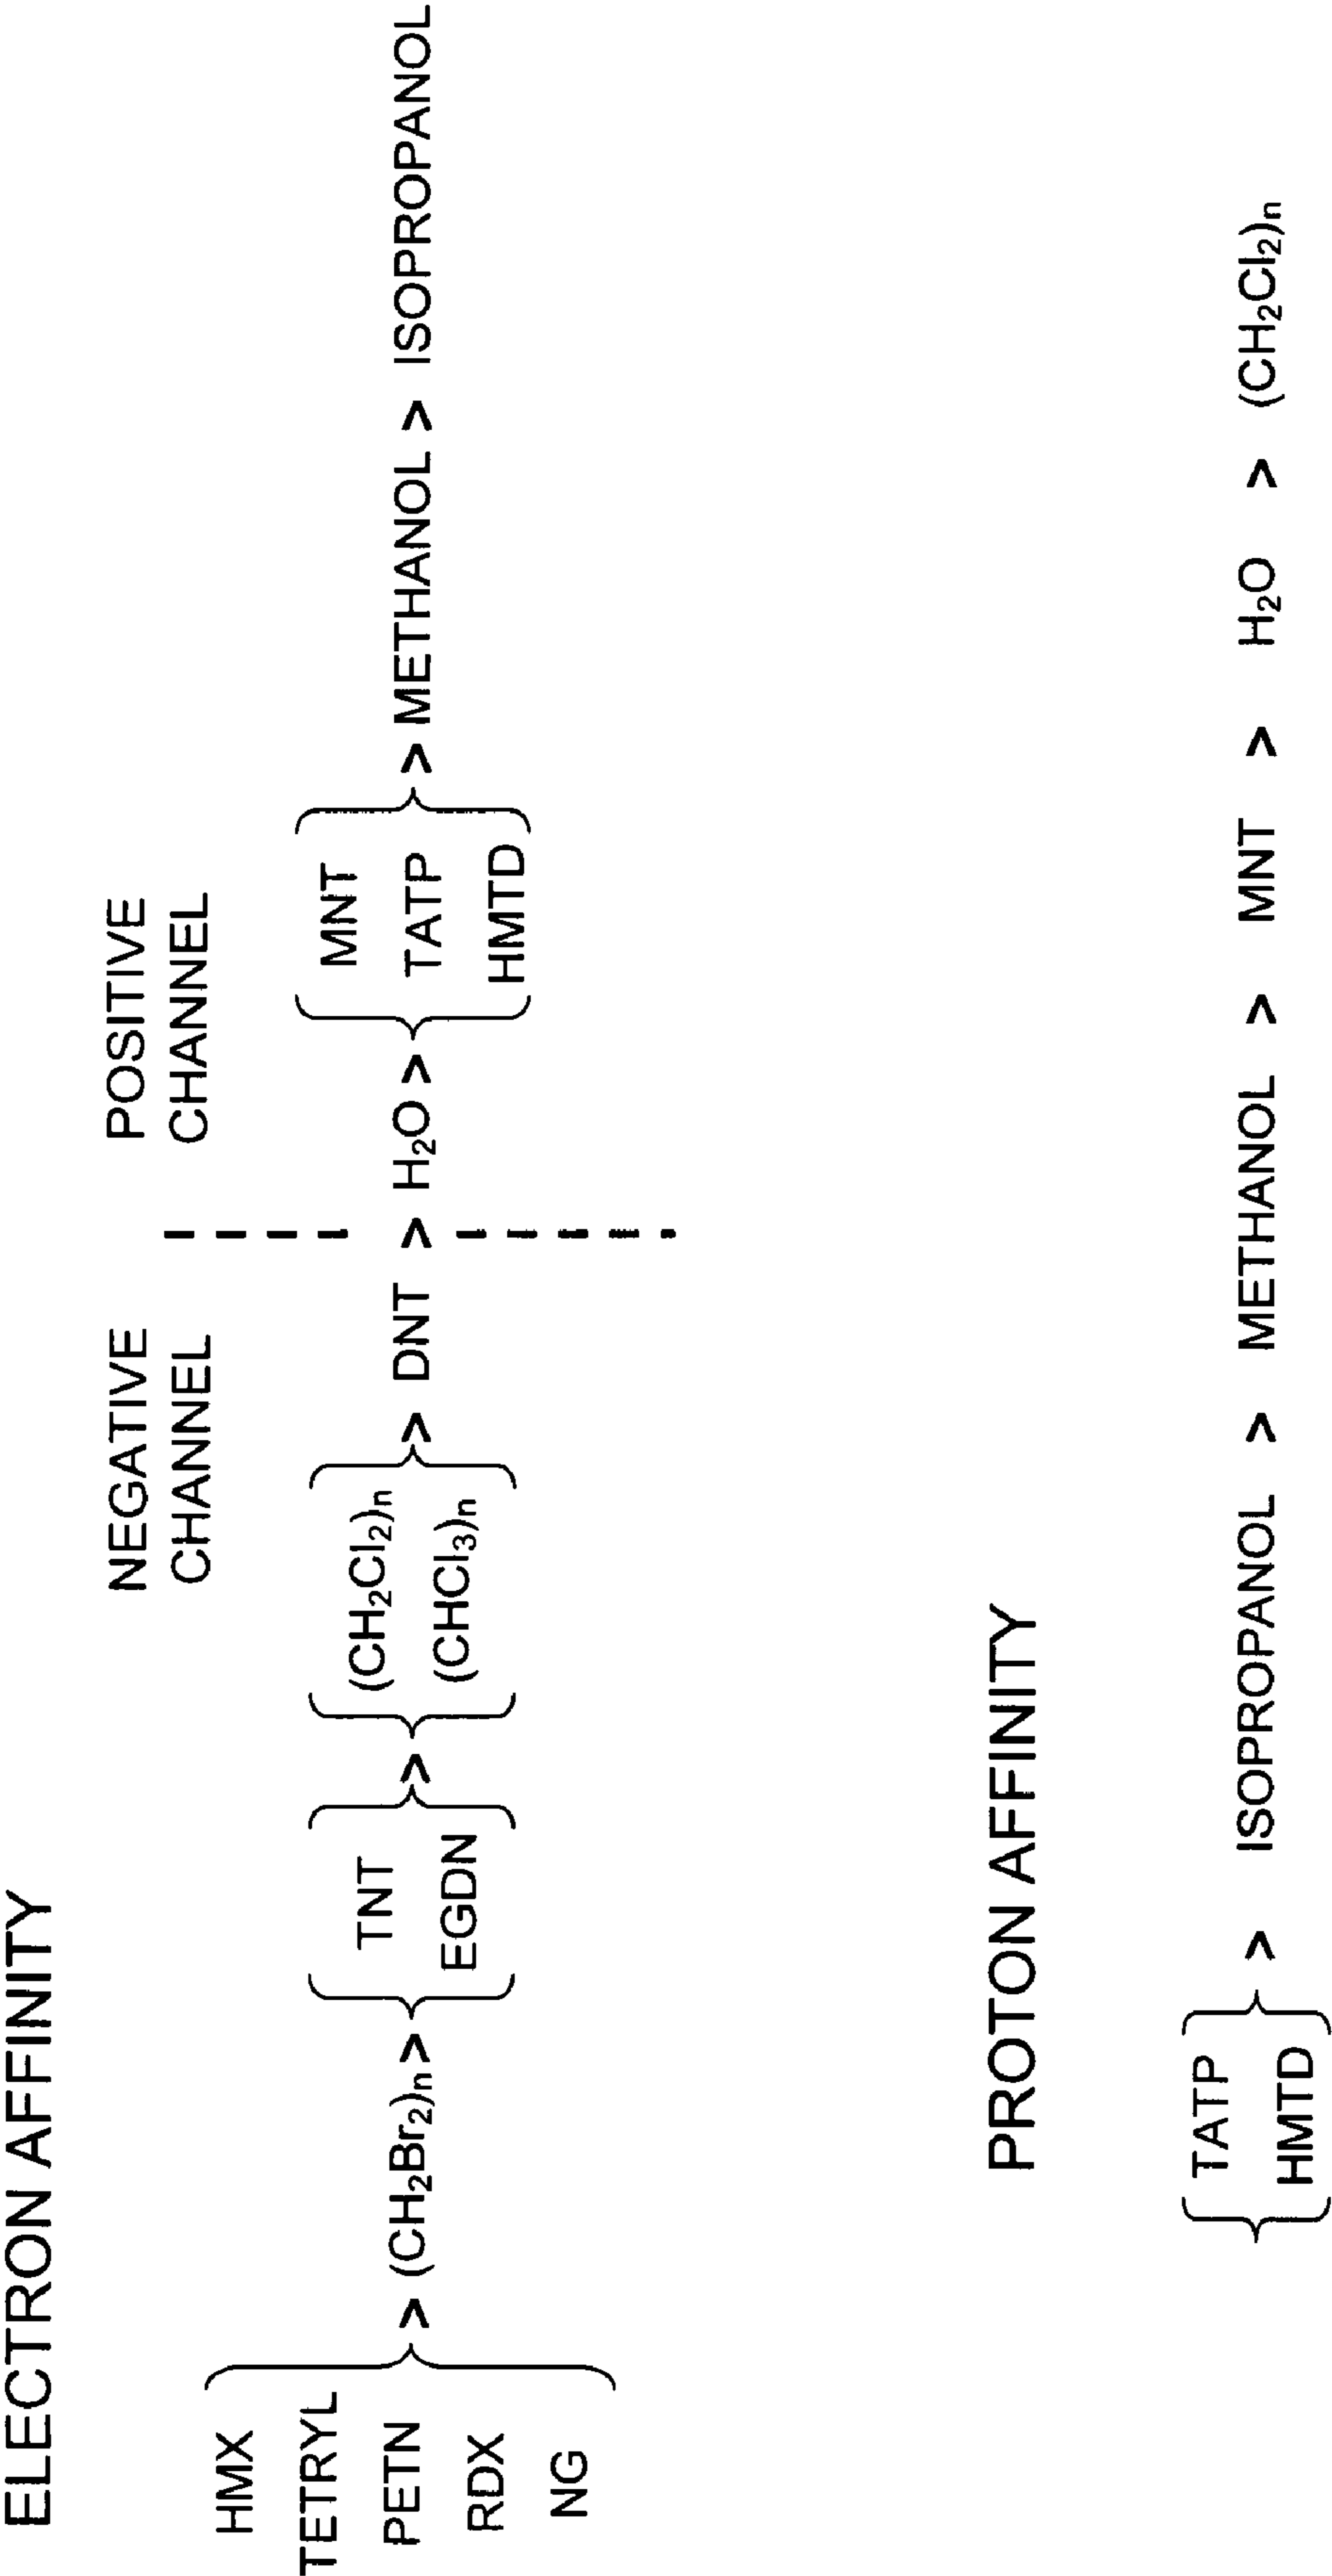 ELECTRON AFFINITY
NEGATIVE CHANNEL
POSITIVE CHANNEL
HMX
TETRYL
PETN
RDX
NG
> (CH₂Br₂)ₙ >
TNT
EGDN
>
(CH₂Cl₂)ₙ
(CHCl₃)ₙ
> DNT > H₂O >
MNT
TATP
HMTD
> METHANOL > ISOPROPANOL
PROTON AFFINITY
TATP
HMTD
> ISOPROPANOL > METHANOL > MNT > H₂O > (CH₂Cl₂)ₙ